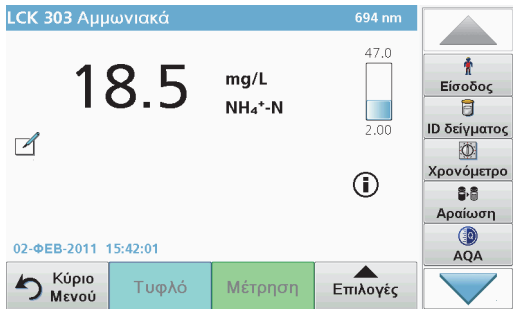 LCK 303 Αμμωνιακά 694 nm
47.0
18.5 mg/L
NH₄⁺-N
2.00
02-ΦΕΒ-2011 15:42:01
Κύριο
Μενού
Τυφλό
Μέτρηση
Επιλογές
Είσοδος
ID δείγματος
Χρονόμετρο
Αραίωση
AQA